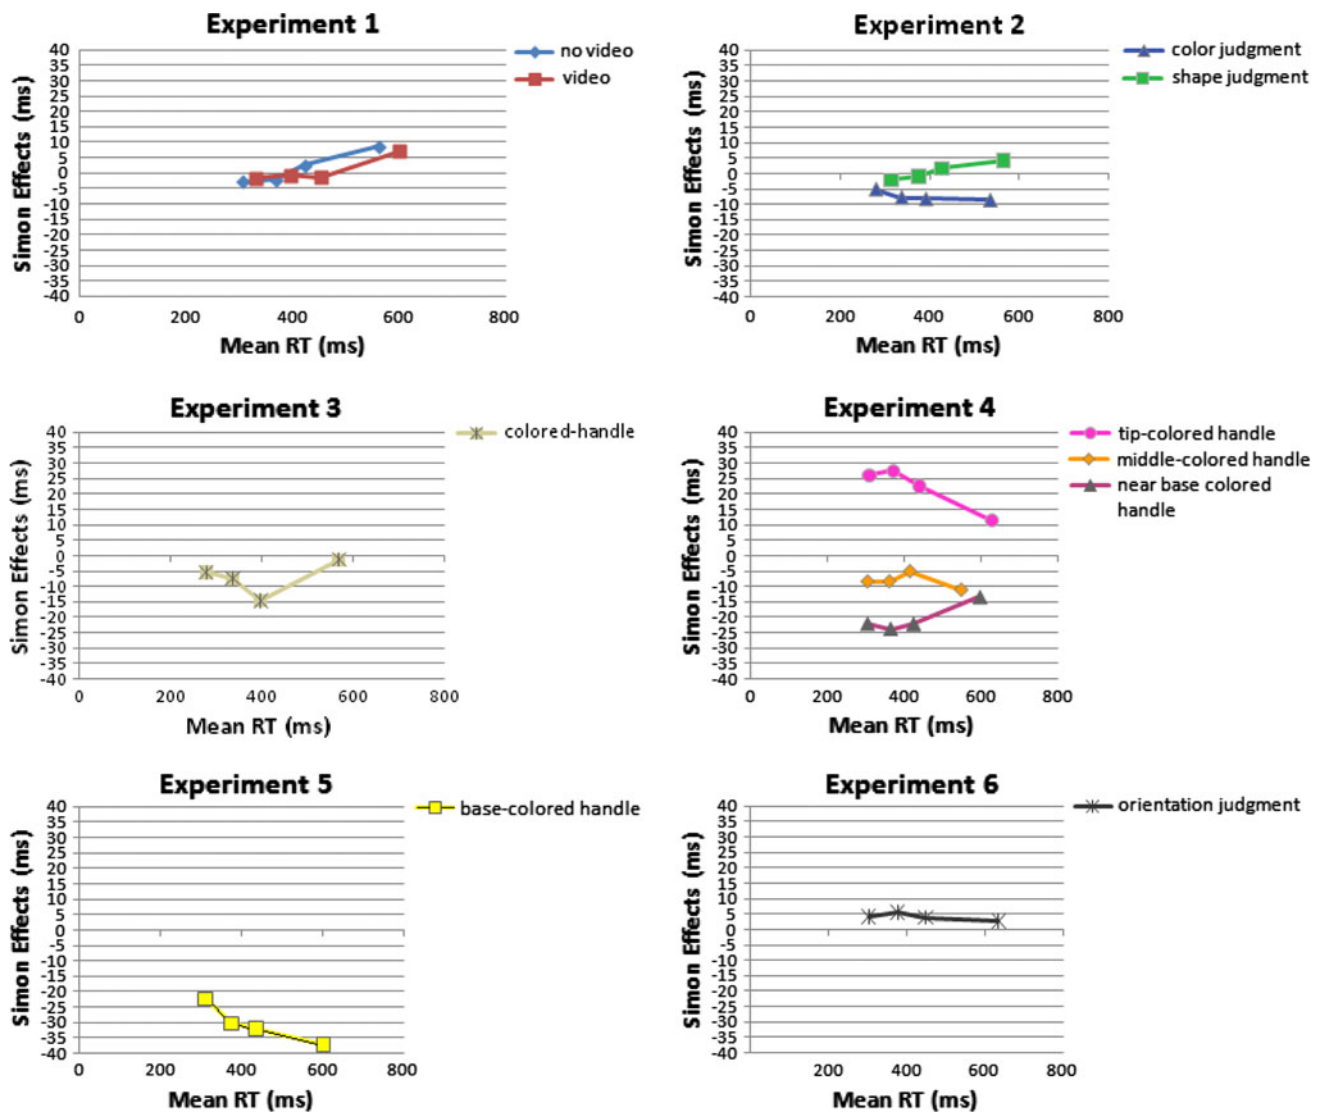 Experiment 1
no video
video
Simon Effects (ms)
40
35
30
25
20
15
10
5
0
-5
-10
-15
-20
-25
-30
-35
-40
0 200 400 600 800
Mean RT (ms)
Experiment 2
color judgment
shape judgment
Simon Effects (ms)
40
35
30
25
20
15
10
5
0
-5
-10
-15
-20
-25
-30
-35
-40
0 200 400 600 800
Mean RT (ms)
Experiment 3
colored-handle
Simon Effects (ms)
40
35
30
25
20
15
10
5
0
-5
-10
-15
-20
-25
-30
-35
-40
0 200 400 600 800
Mean RT (ms)
Experiment 4
tip-colored handle
middle-colored handle
near base colored
handle
Simon Effects (ms)
40
35
30
25
20
15
10
5
0
-5
-10
-15
-20
-25
-30
-35
-40
0 200 400 600 800
Mean RT (ms)
Experiment 5
base-colored handle
Simon Effects (ms)
40
35
30
25
20
15
10
5
0
-5
-10
-15
-20
-25
-30
-35
-40
0 200 400 600 800
Mean RT (ms)
Experiment 6
orientation judgment
Simon Effects (ms)
40
35
30
25
20
15
10
5
0
-5
-10
-15
-20
-25
-30
-35
-40
200 400 600 800
Mean RT (ms)